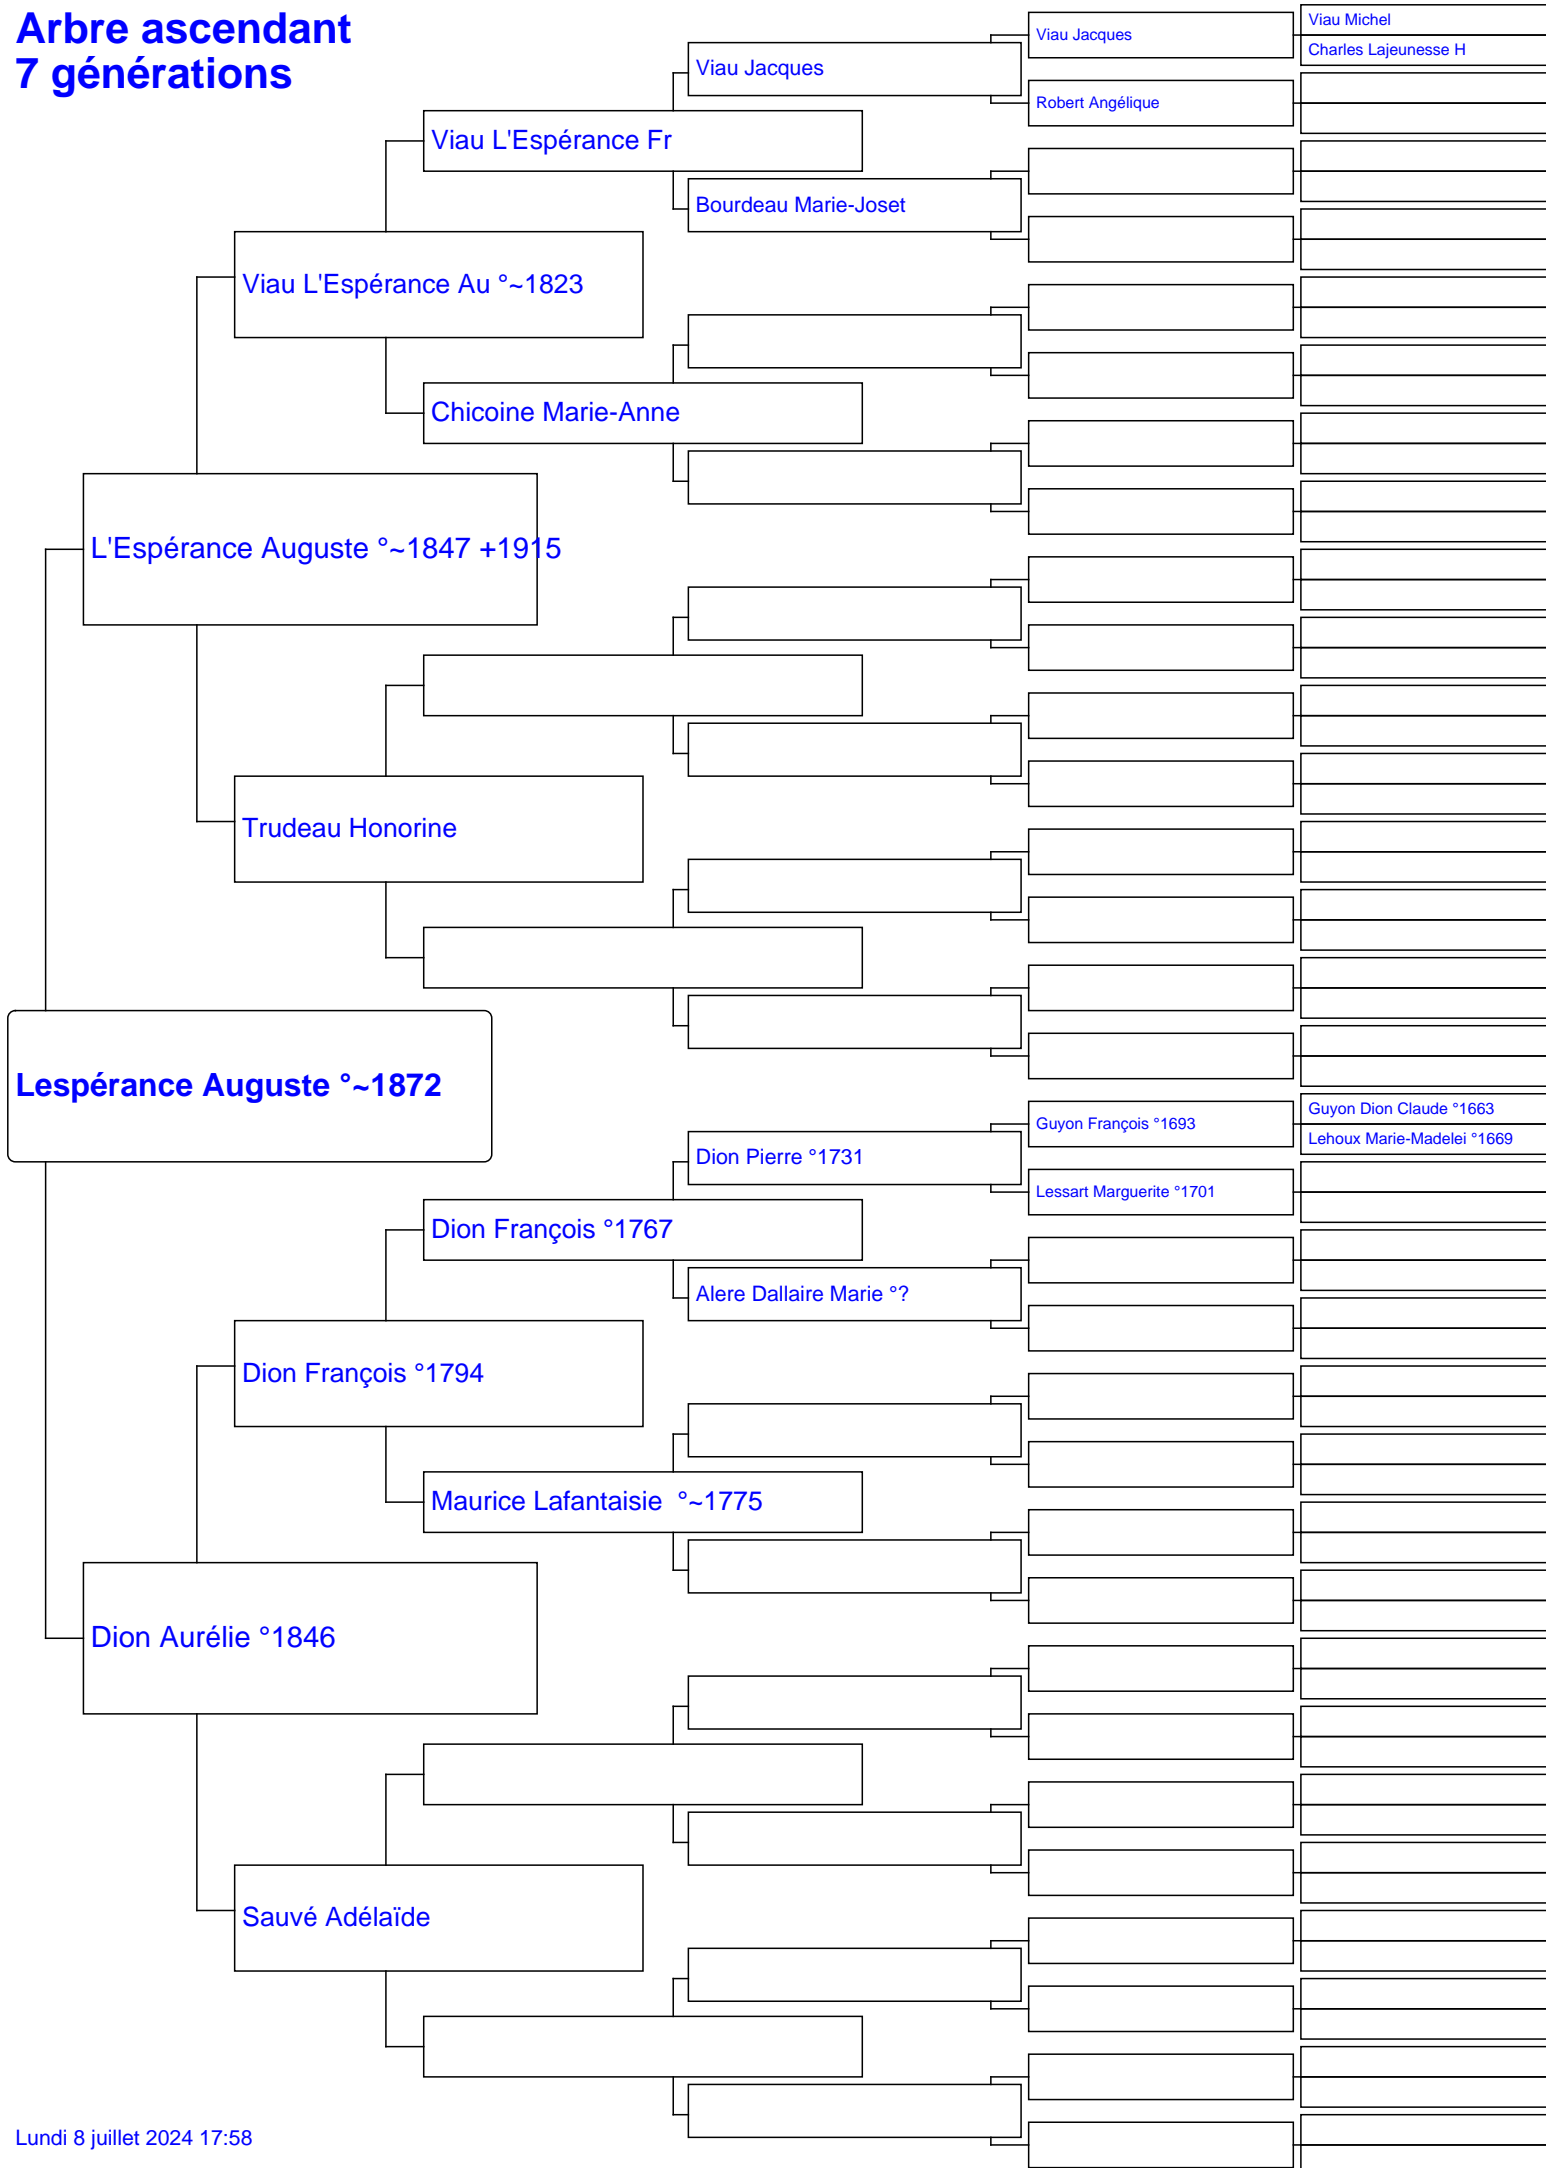 Arbre ascendant
7 générations
Viau Michel
Viau Jacques
Charles Lajeunesse H
Viau Jacques
Robert Angélique
Viau L'Espérance Fr
Bourdeau Marie-Joset
Viau L'Espérance Au °~1823
Chicoine Marie-Anne
L'Espérance Auguste °~1847 +1915
Trudeau Honorine
Lespérance Auguste °~1872
Guyon Dion Claude °1663
Guyon François °1693
Lehoux Marie-Madelei °1669
Dion Pierre °1731
Lessart Marguerite °1701
Dion François °1767
Alere Dallaire Marie °?
Dion François °1794
Maurice Lafantaisie  °~1775
Dion Aurélie °1846
Sauvé Adélaïde
Lundi 8 juillet 2024 17:58